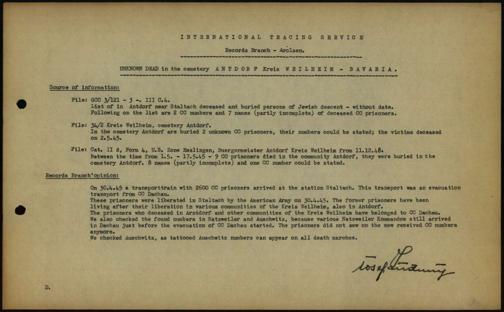 INTERNATIONAL TRACING SERVICE
Records Branch - Arolsen.
UNKNOWN DEAD in the cemetery ANTDORF Kreis WEILHEIM - BAVARIA.
Source of information:
File: GCC 3/121 - 3 -. III C.4.
List of in Antdorf near Staltach deceased and buried persons of Jewish descent - without date.
Following on the list are 2 CC numbers and 7 names (partly incomplete) of deceased CC prisoners.
File: 34/2 Kreis Weilheim, cemetery Antdorf.
In the cemetery Antdorf are buried 2 unknown CC prisoners, their numbers could be stated; the victims deceased
on 2.5.45.
File: Cat. II d, Form 4, U.S. Zone Esslingen, Buergermeister Antdorf Kreis Weilheim from 11.12.48.
Between the time from 1.5. - 17.5.45 - 9 CC prisoners died in the community Antdorf, they were buried in the
cemetery Antdorf. 8 names (partly incomplete) and one CC number could be stated.
Records Branch'opinion:
On 30.4.45 a transporttrain with 2600 CC prisoners arrived at the station Staltach. This transport was an evacuation
transport from CC Dachau.
These prisoners were liberated in Staltach by the American Army on 30.4.45. The former prisoners have been
living after their liberation in various communities of the Kreis Weilheim, also in Antdorf.
The prisoners who deceased in Antdorf and other communities of the Kreis Weilheim have belonged to CC Dachau.
We also checked the found numbers in Natzweiler and Auschwitz, because various Natzweiler Kommandos still arrived
in Dachau just before the evacuation of CC Dachau started. The prisoners did not sew on the new received CC numbers
anymore.
We checked Auschwitz, as tattooed Auschwitz numbers can appear on all death marches.
D.